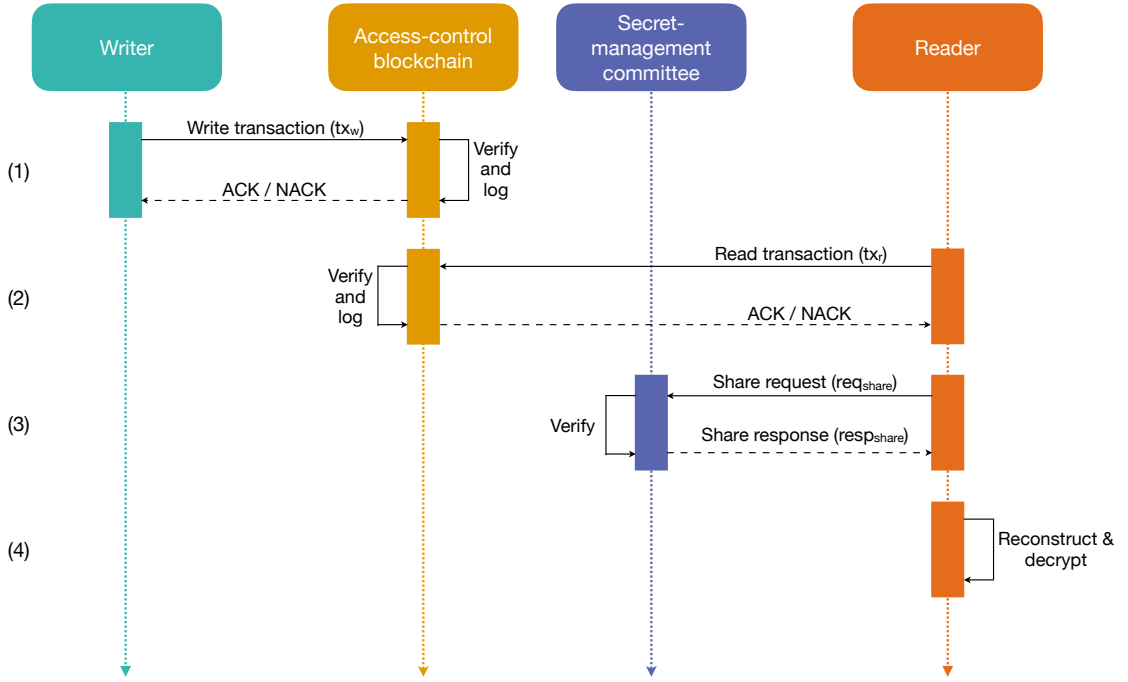 Writer
Access-control
blockchain
Secret-
management
committee
Reader
(1)
Write transaction (txw)
Verify
and
log
ACK / NACK
(2)
Read transaction (txr)
Verify
and
log
ACK / NACK
(3)
Share request (reqshare)
Verify
Share response (respshare)
(4)
Reconstruct &
decrypt